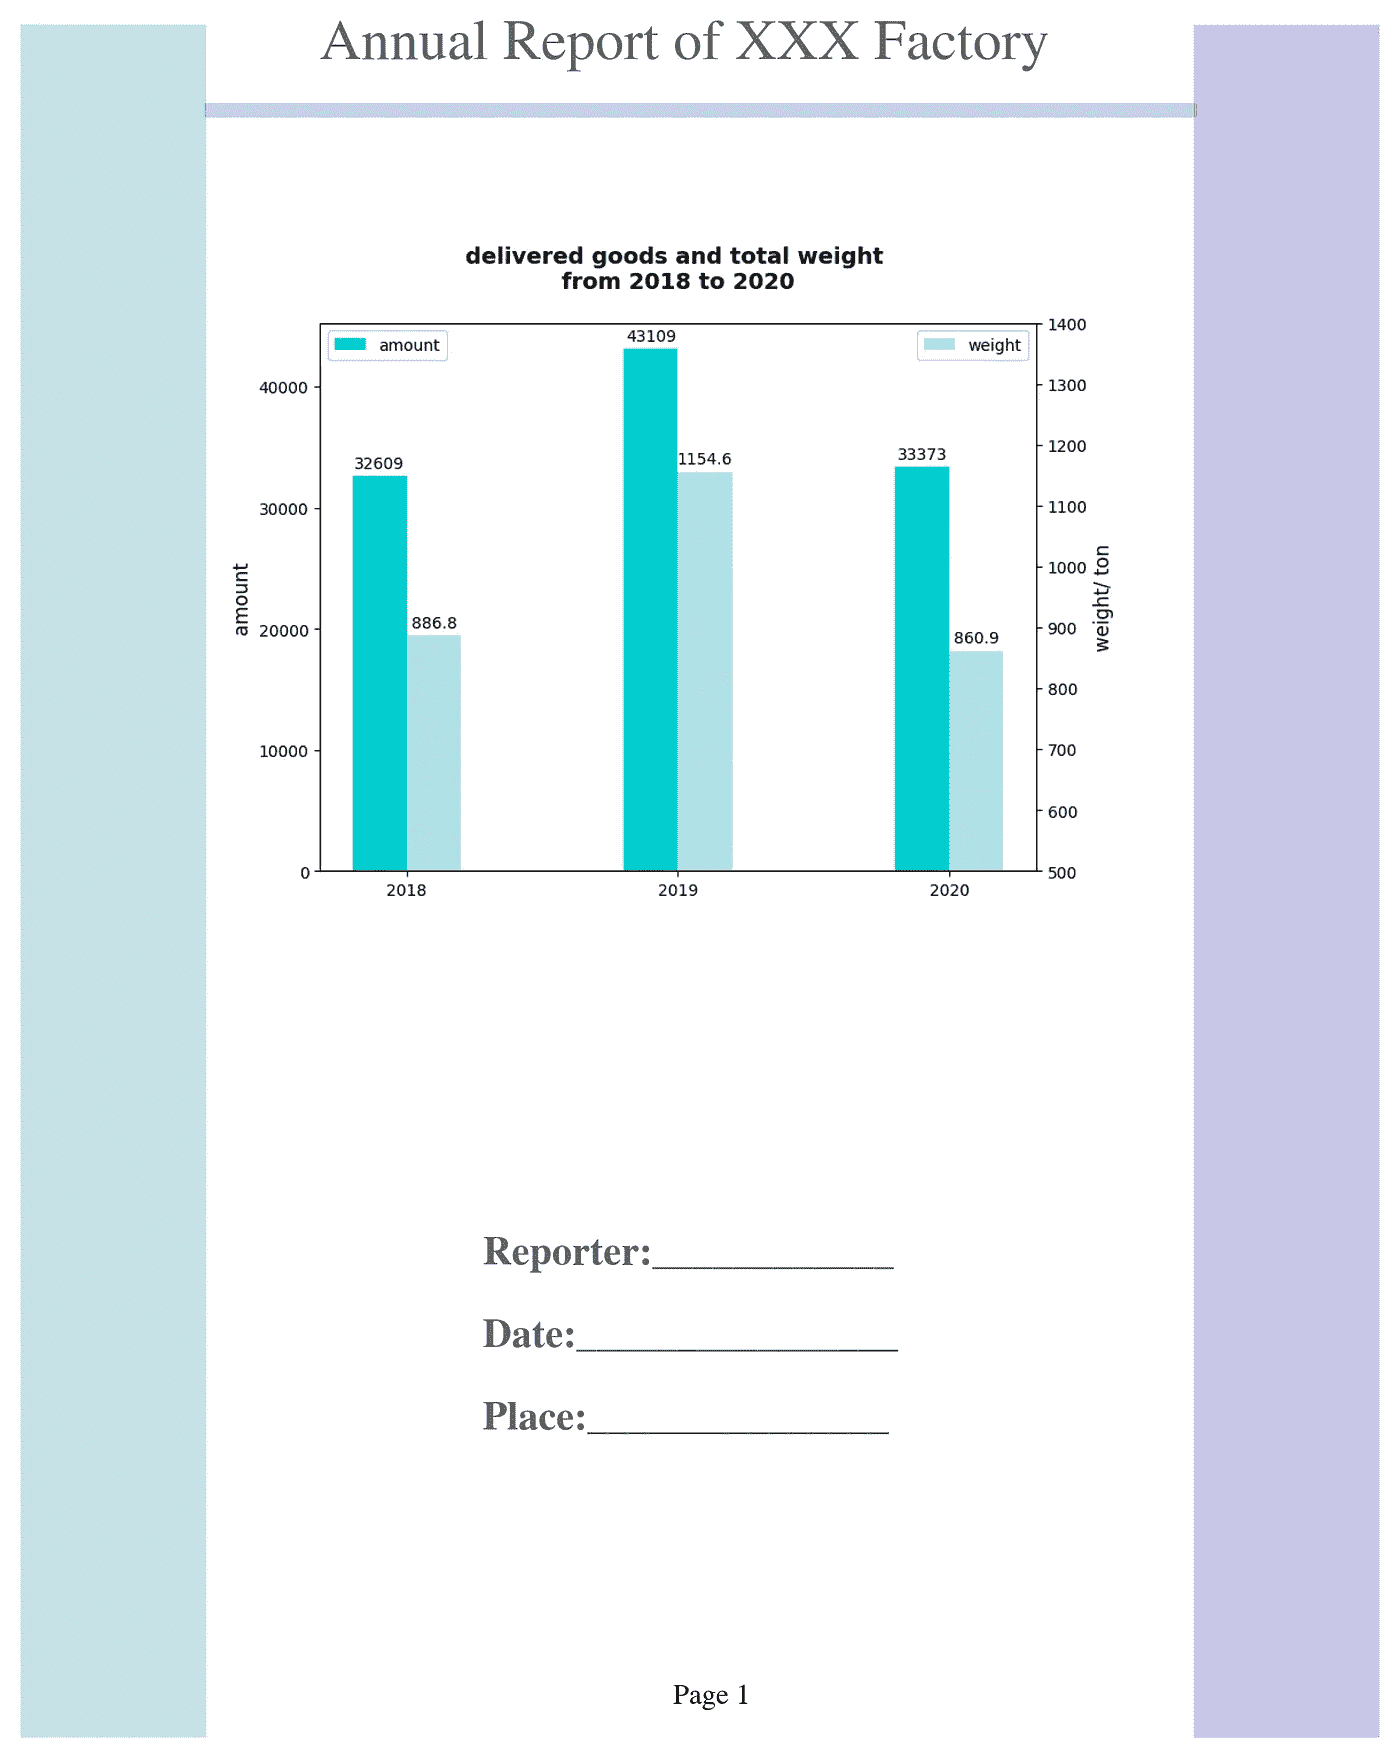 Annual Report of XXX Factory
delivered goods and total weight
from 2018 to 2020
amount
weight
43109
1154.6
32609
886.8
33373
860.9
40000
30000
20000
10000
0
amount
1400
1300
1200
1100
1000
900
800
700
600
500
weight/ ton
2018
2019
2020
Reporter:____________
Date:________________
Place:_______________
Page 1